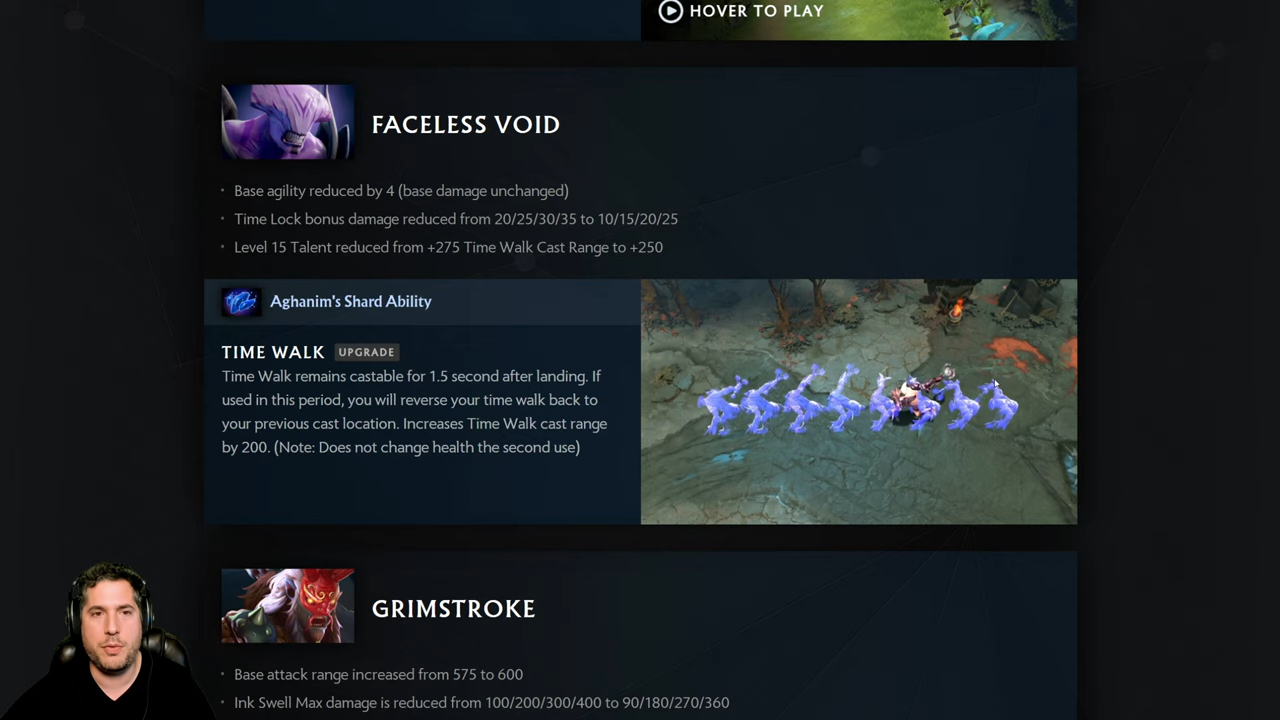 HOVER TO PLAY
FACELESS VOID
• Base agility reduced by 4 (base damage unchanged)
• Time Lock bonus damage reduced from 20/25/30/35 to 10/15/20/25
• Level 15 Talent reduced from +275 Time Walk Cast Range to +250
Aghanim's Shard Ability
TIME WALK UPGRADE
Time Walk remains castable for 1.5 second after landing. If
used in this period, you will reverse your time walk back to
your previous cast location. Increases Time Walk cast range
by 200. (Note: Does not change health the second use)
GRIMSTROKE
• Base attack range increased from 575 to 600
• Ink Swell Max damage is reduced from 100/200/300/400 to 90/180/270/360